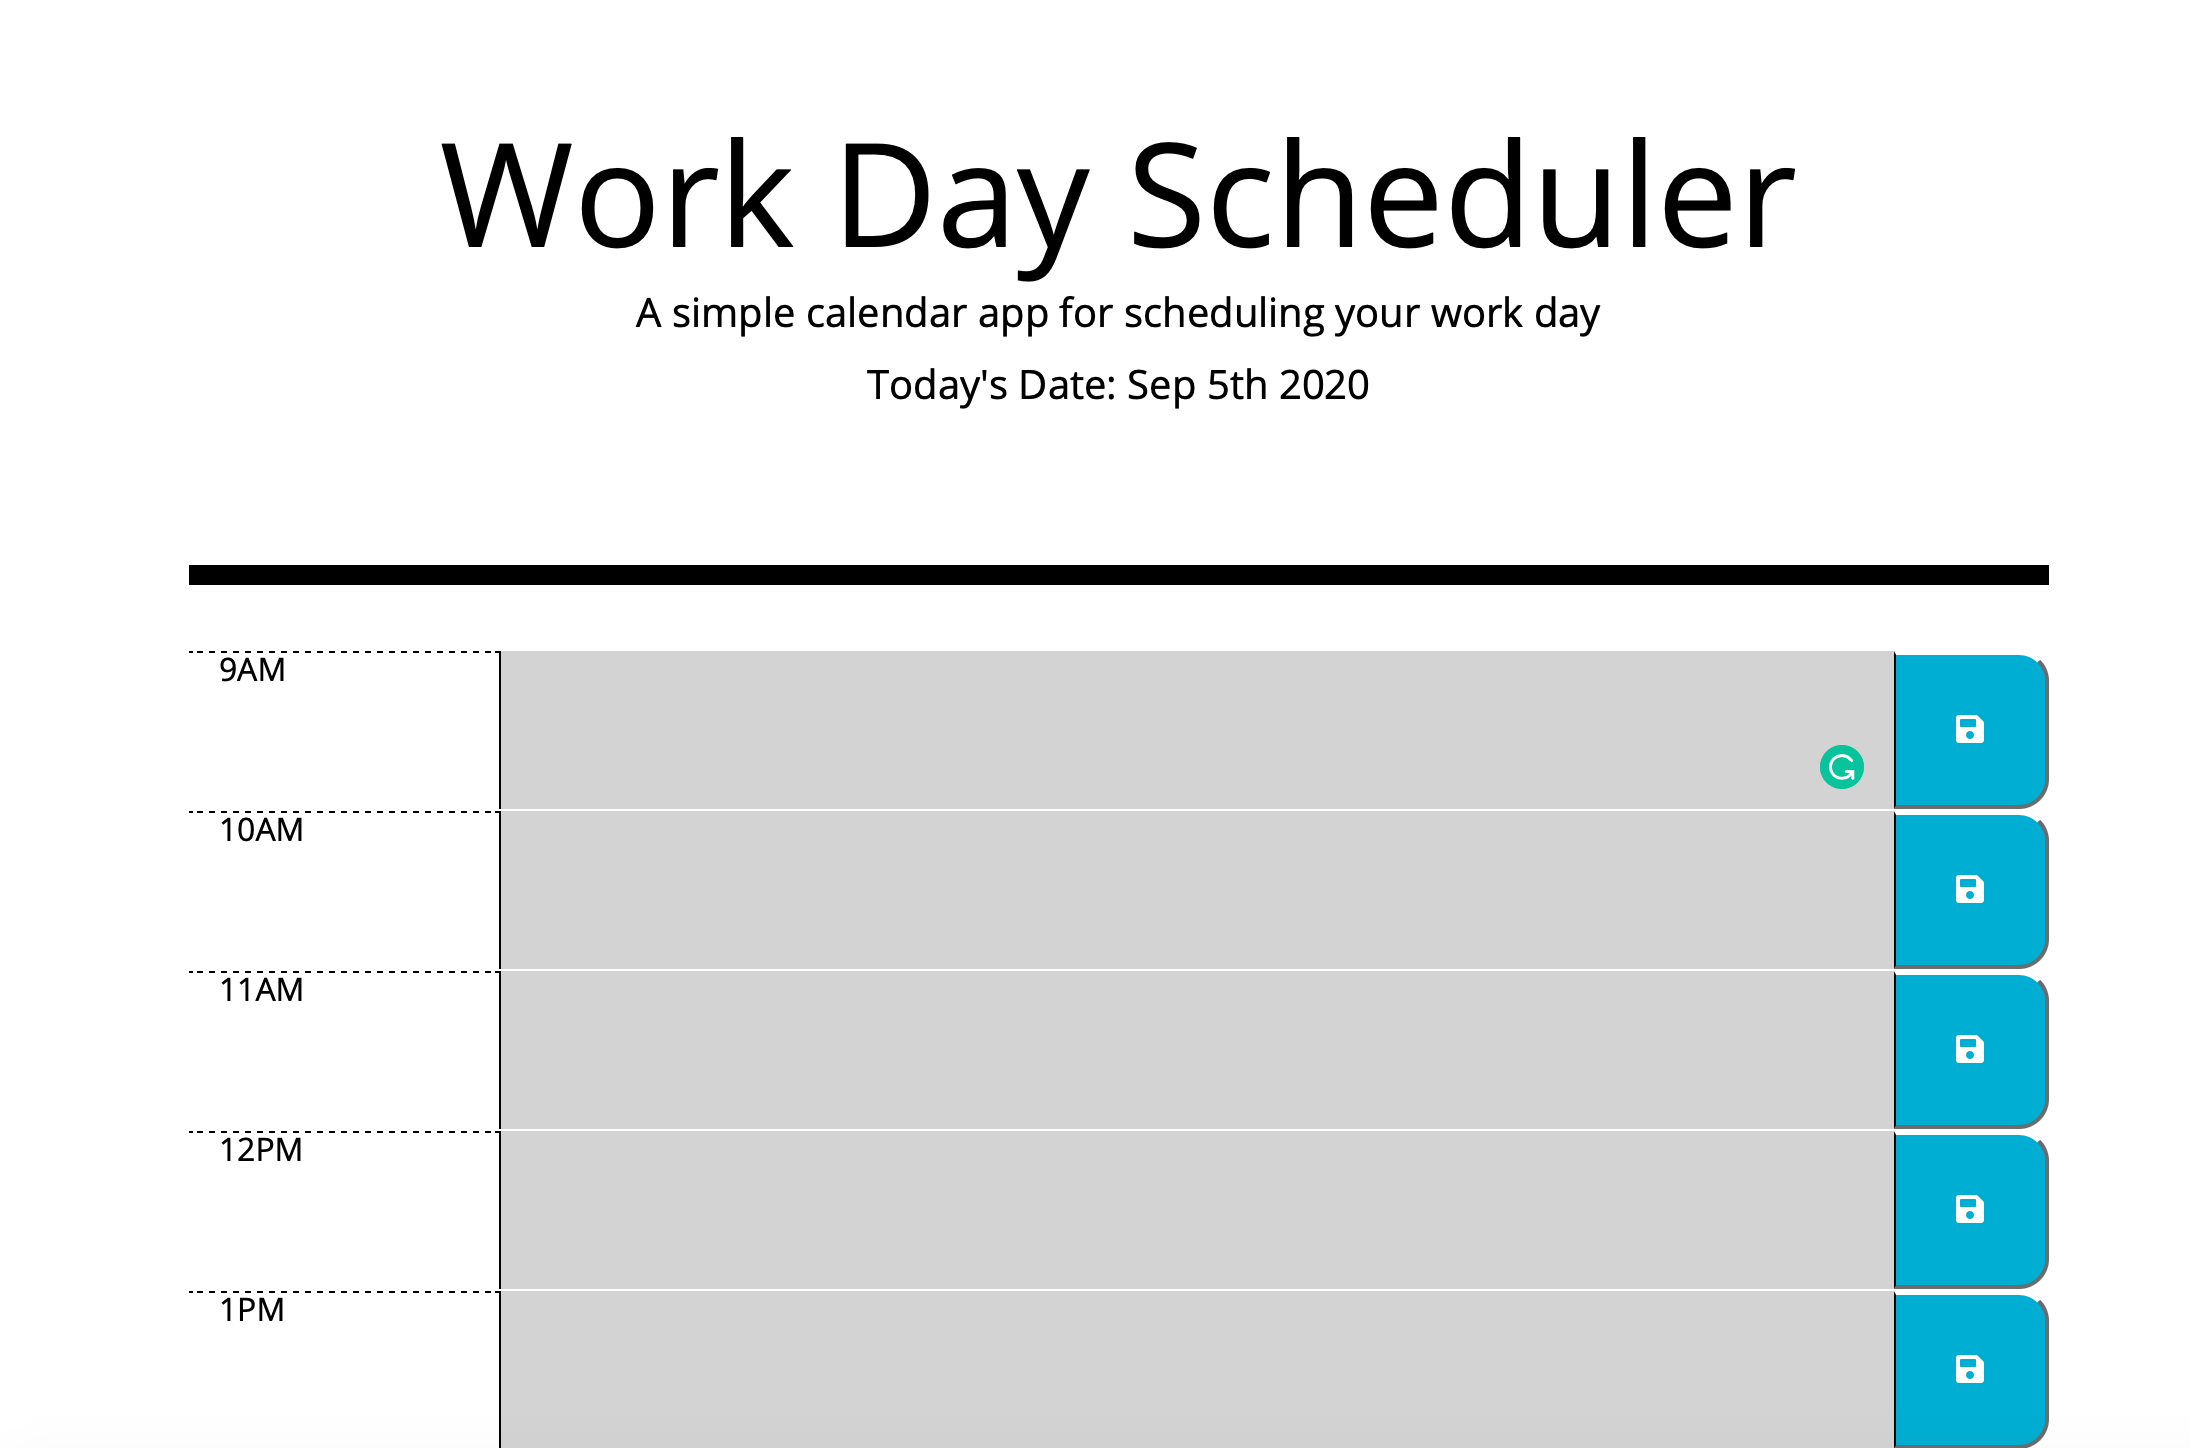 Work Day Scheduler
A simple calendar app for scheduling your work day
Today's Date: Sep 5th 2020
9AM
10AM
11AM
12PM
1PM